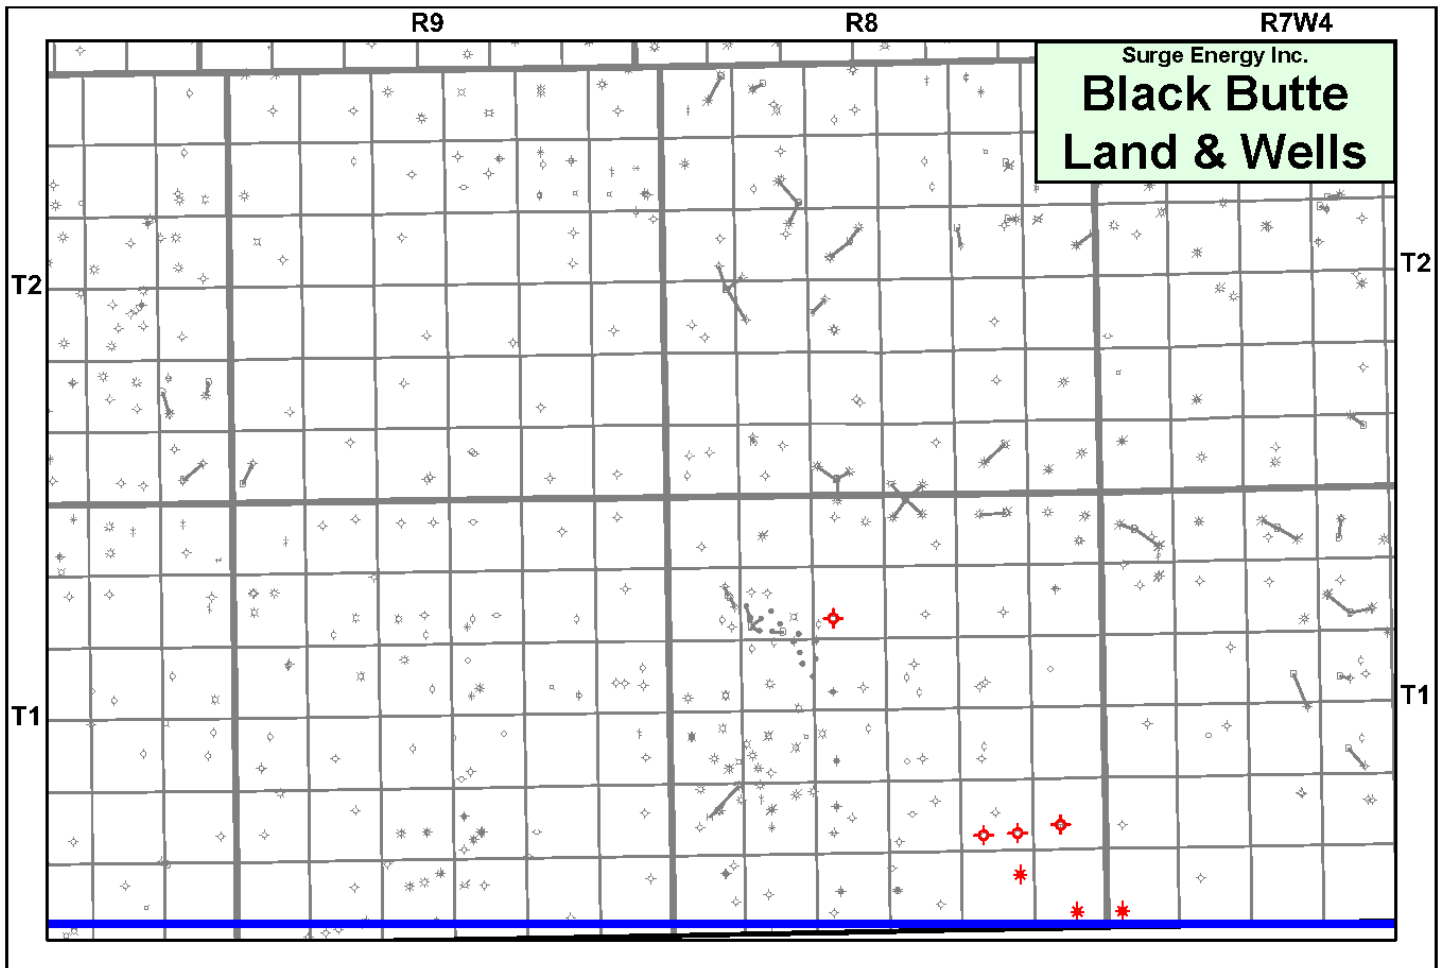 R9 R8 R7W4
Surge Energy Inc.
Black Butte
Land & Wells
T2 T2
T1 T1